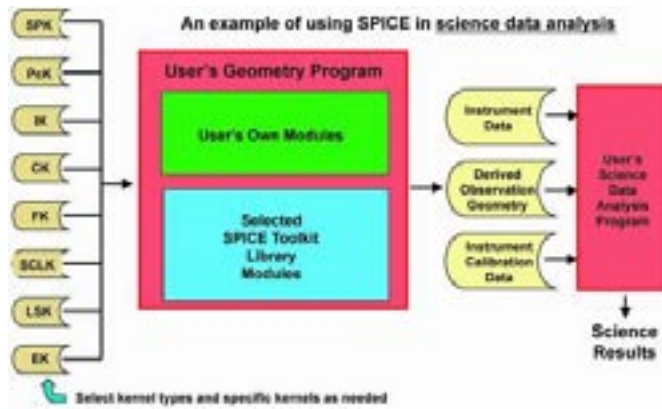 An example of using SPICE in science data analysis
SPK
PcK
IK
CK
FK
SCLK
LSK
EK
User's Geometry Program
User's Own Modules
Selected
SPICE Toolkit
Library
Modules
Instrument
Data
Derived
Observation
Geometry
Instrument
Calibration
Data
User's
Science
Data
Analysis
Program
Science
Results
Select kernel types and specific kernels as needed